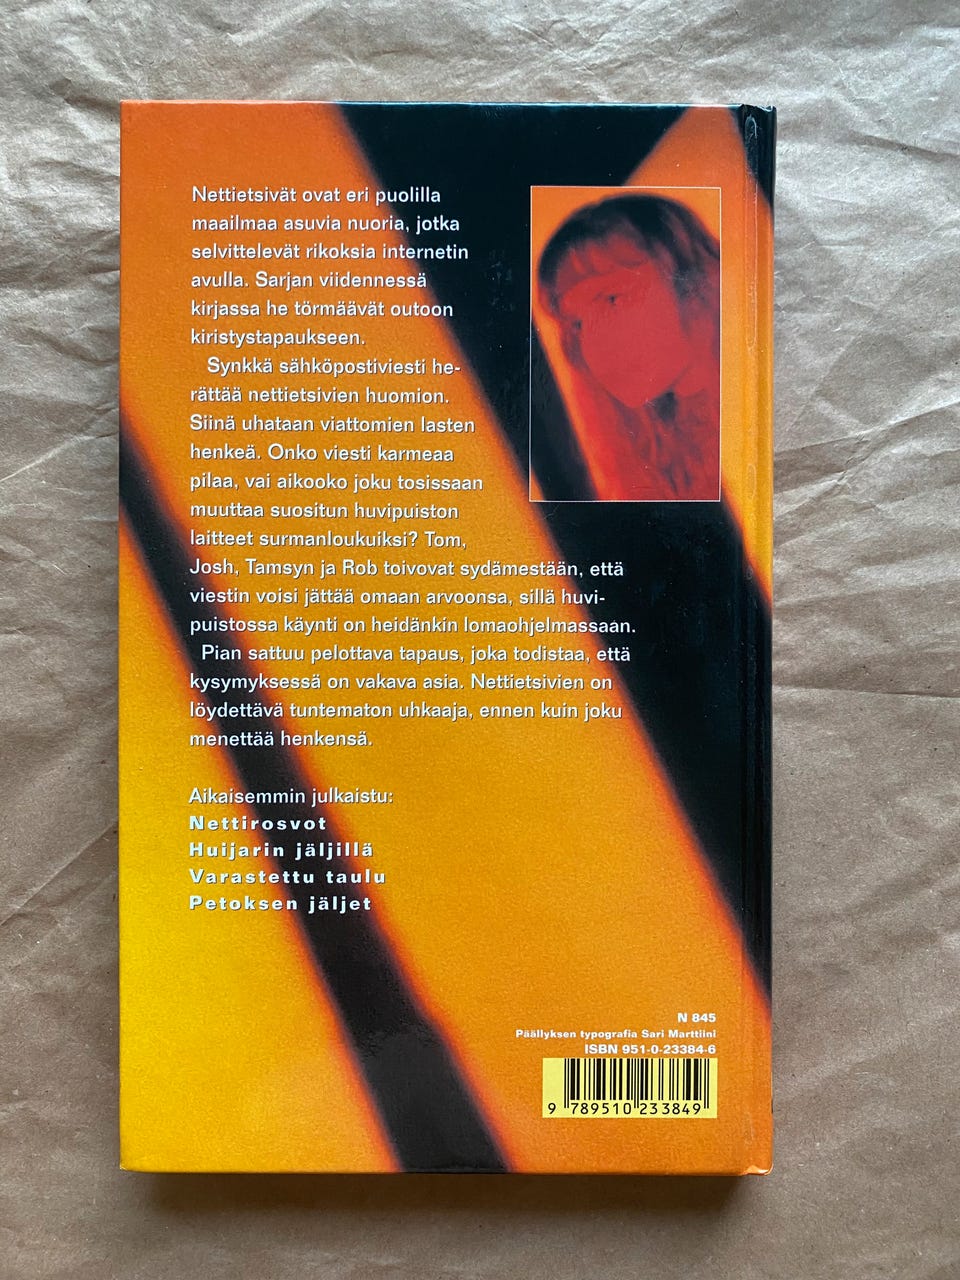 Nettietsivät ovat eri puolilla
maailmaa asuvia nuoria, jotka
selvittelevät rikoksia internetin
avulla. Sarjan viidennessä
kirjassa he törmäävät outoon
kiristystapaukseen.
Synkkä sähköpostiviesti he-
rättää nettietsivien huomion.
Siinä uhataan viattomien lasten
henkeä. Onko viesti karmeaa
pilaa, vai aikooko joku tosissaan
muuttaa suositun huvipuiston
laitteet surmanloukuiksi? Tom,
Josh, Tamsyn ja Rob toivovat sydämestään, että
viestin voisi jättää omaan arvoonsa, sillä huvi-
puistossa käynti on heidänkin lomaohjelmassaan.
Pian sattuu pelottava tapaus, joka todistaa, että
kysymyksessä on vakava asia. Nettietsivien on
löydettävä tuntematon uhkaaja, ennen kuin joku
menettää henkensä.
Aikaisemmin julkaistu:
Nettirosvot
Huijarin jäljillä
Varastettu taulu
Petoksen jäljet
N 845
Päällyksen typografia Sari Marttiini
ISBN 951-0-23384-6
9 789510 233849